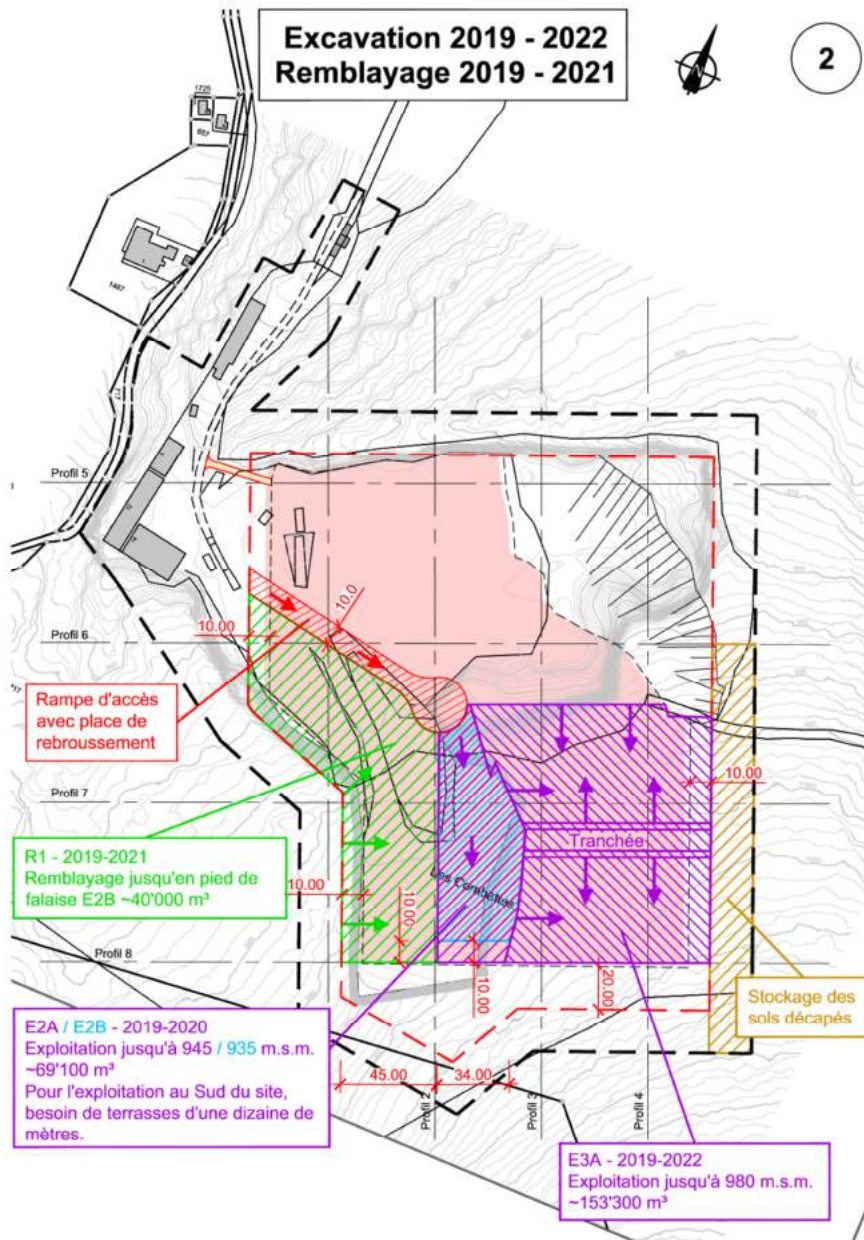 Excavation 2019 - 2022
Remblayage 2019 - 2021
N
2
1725
657
1487
Profil 5
10.0
10.00
Profil 6
Rampe d'accès
avec place de
rebroussement
Profil 7
10.00
Tranchée
R1 - 2019-2021
Remblayage jusqu'en pied de
falaise E2B ~40'000 m³
10.00
Les Combettes
10.00
Profil 8
10.00
20.00
Stockage des
sols décapés
E2A / E2B - 2019-2020
Exploitation jusqu'à 945 / 935 m.s.m.
~69'100 m³
Pour l'exploitation au Sud du site,
besoin de terrasses d'une dizaine de
mètres.
45.00
34.00
Profil 2
Profil 3
Profil 4
E3A - 2019-2022
Exploitation jusqu'à 980 m.s.m.
~153'300 m³